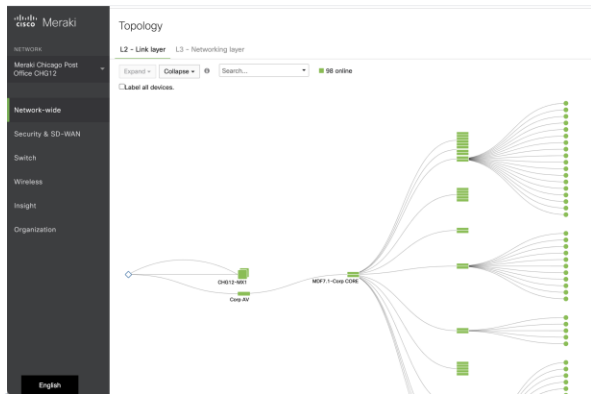 cisco Meraki
NETWORK
Meraki Chicago Post
Office CHG12
Network-wide
Security & SD-WAN
Switch
Wireless
Insight
Organization
English
Topology
L2 - Link layer L3 - Networking layer
Expand Collapse Search... 98 online
Label all devices.
CHG12-MX1
Corp AV
MDF7.1-Corp CORE